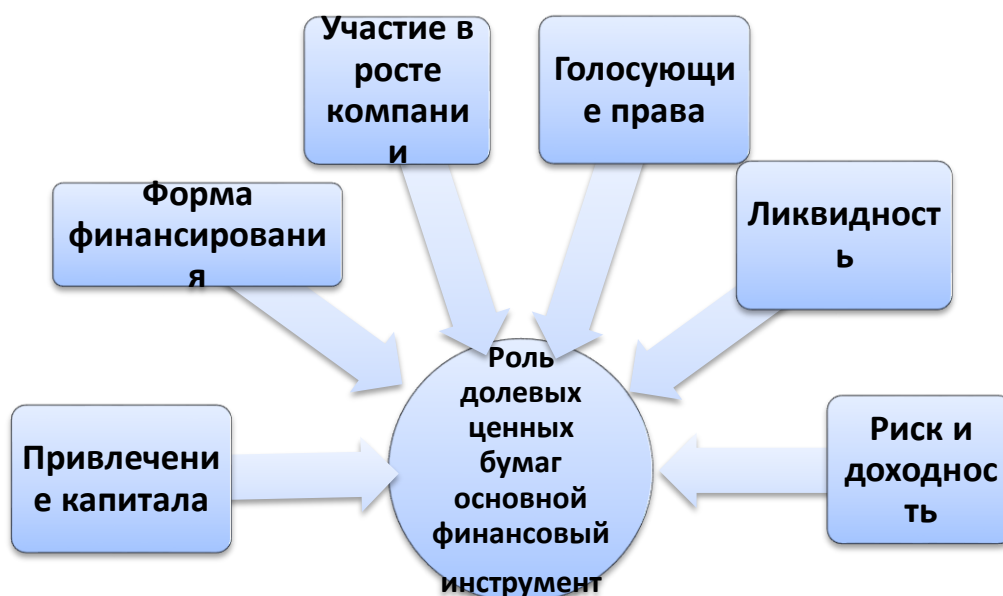 Участие в
росте
компани
и
Голосующи
е права
Форма
финансировани
я
Ликвидност
ь
Привлечени
е капитала
Риск и
доходнос
ть
Роль
долевых
ценных
бумаг
основной
финансовый
инструмент